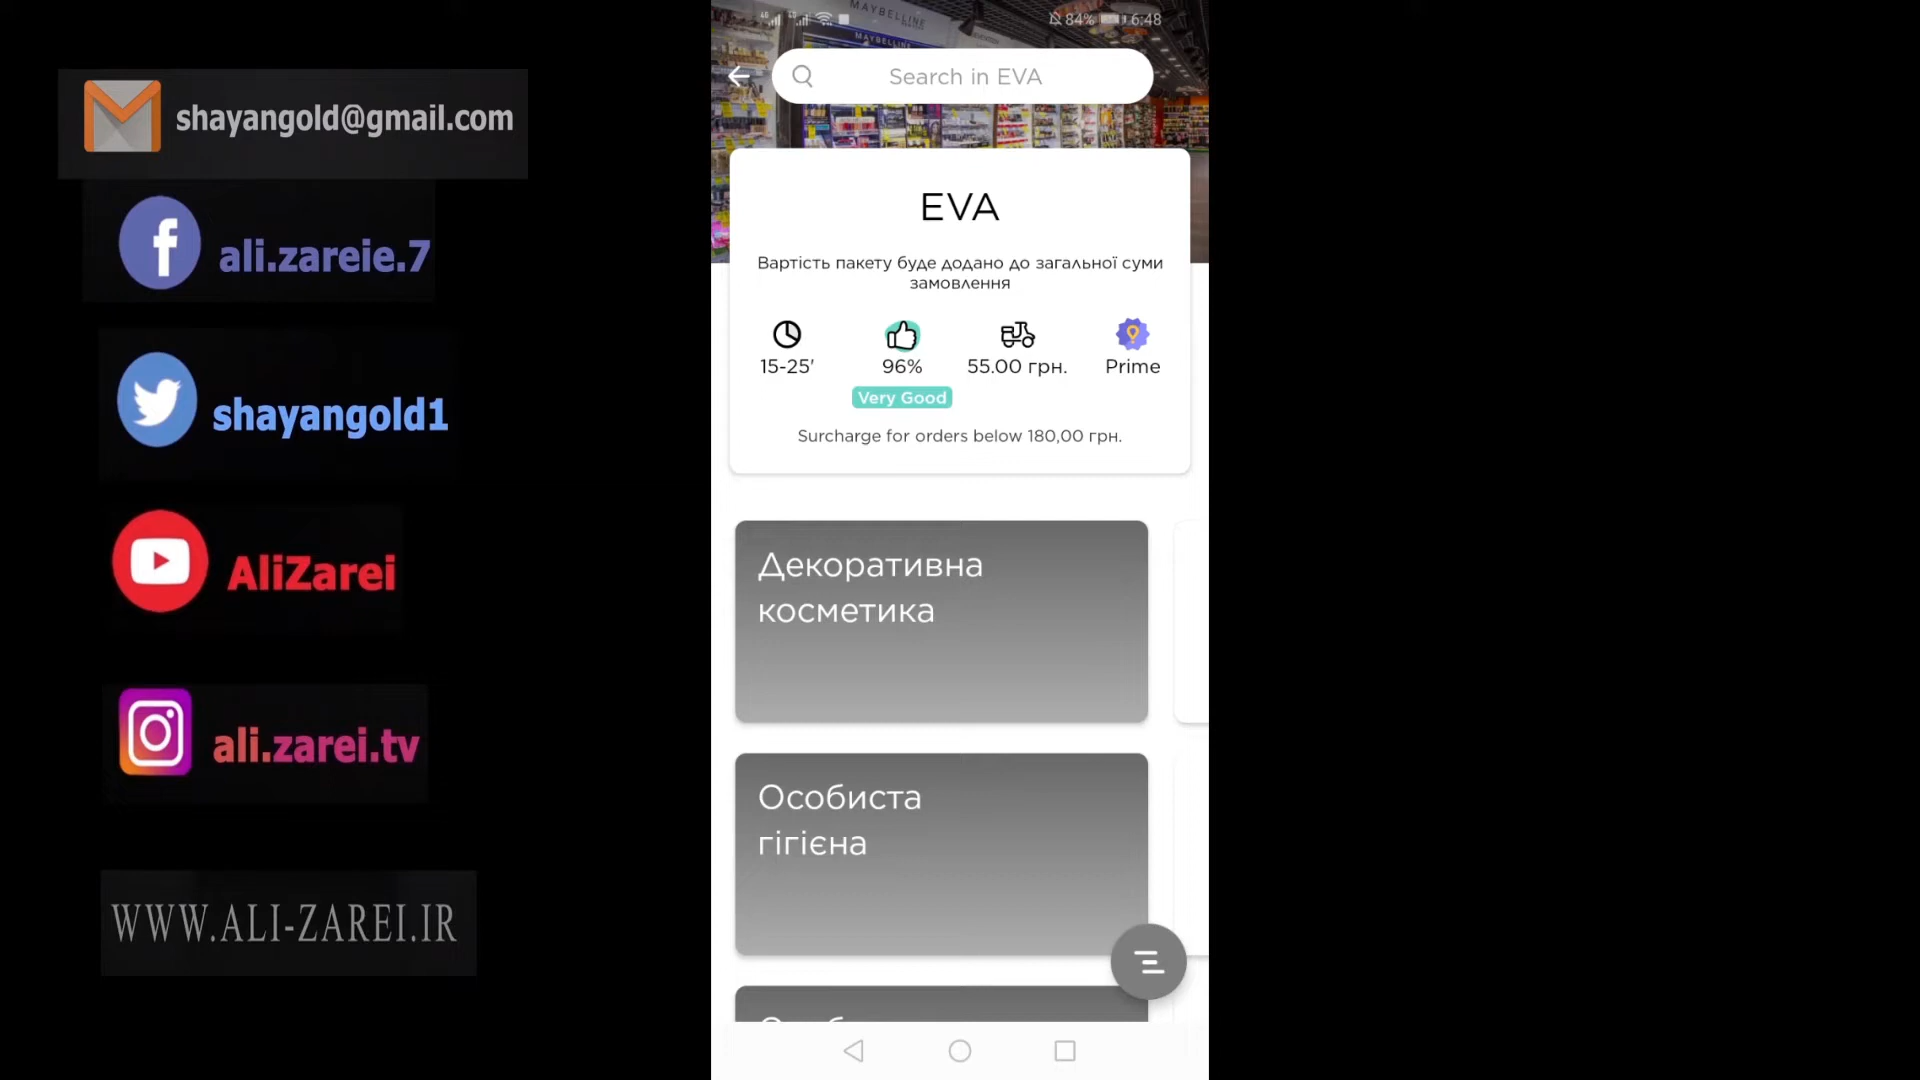 shayangold@gmail.com
ali.zareie.7
shayangold1
AliZarei
ali.zarei.tv
WWW.ALI-ZAREI.IR
MAYBELLINE
MAYBELLINE
84% 6:48
Search in EVA
EVA
Вартість пакету буде додано до загальної суми
замовлення
15-25'
96%
55.00 грн.
Prime
Very Good
Surcharge for orders below 180,00 грн.
Декоративна
косметика
Особиста
гігієна